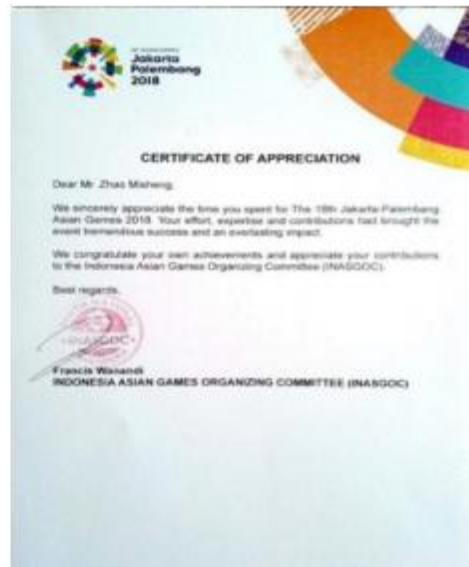 Jakarta
Palembang
2018
CERTIFICATE OF APPRECIATION
Dear Mr. Zhao Misheng,
We sincerely appreciate the time you spent for The 18th Jakarta-Palembang
Asian Games 2018. Your effort, expertise and contributions had brought the
event tremendous success and an everlasting impact.
We congratulate your own achievements and appreciate your contributions
to the Indonesia Asian Games Organizing Committee (INASGOC).
Best regards,
INASGOC
Francis Wanandi
INDONESIA ASIAN GAMES ORGANIZING COMMITTEE (INASGOC)